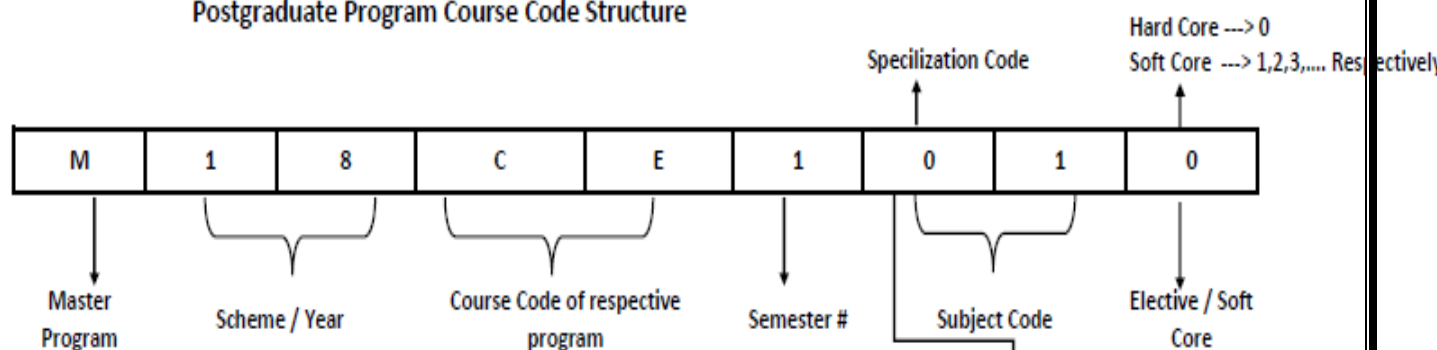 Postgraduate Program Course Code Structure
Hard Core ---> 0
Specilization Code
Soft Core ---> 1,2,3,.... Respectively
M 1 8 C E 1 0 1 0
Master Program
Scheme / Year
Course Code of respective program
Semester #
Subject Code
Elective / Soft Core